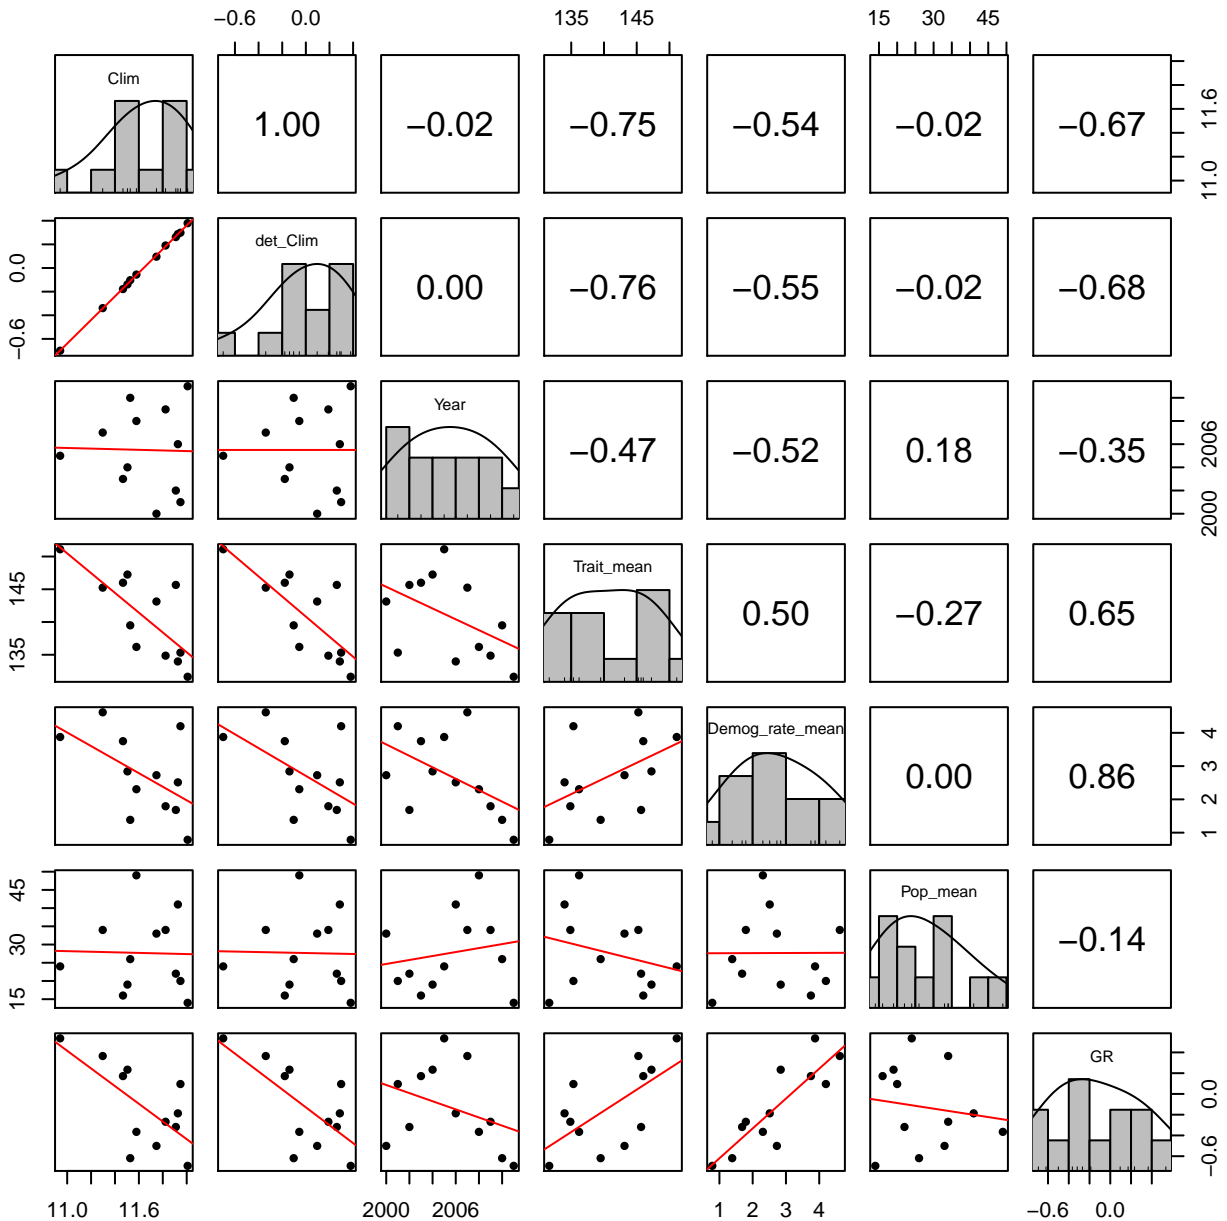 −0.6 0.0 135 145 15 30 45
Clim
1.00 −0.02 −0.75 −0.54 −0.02 −0.67
11.0 11.6
−0.6 0.0
det_Clim
0.00 −0.76 −0.55 −0.02 −0.68
Year
−0.47 −0.52 0.18 −0.35
2000 2006
135 145
Trait_mean
0.50 −0.27 0.65
Demog_rate_mean
0.00 0.86
1 2 3 4
15 30 45
Pop_mean
−0.14
GR
−0.6 0.0
11.0 11.6 2000 2006 1 2 3 4 −0.6 0.0